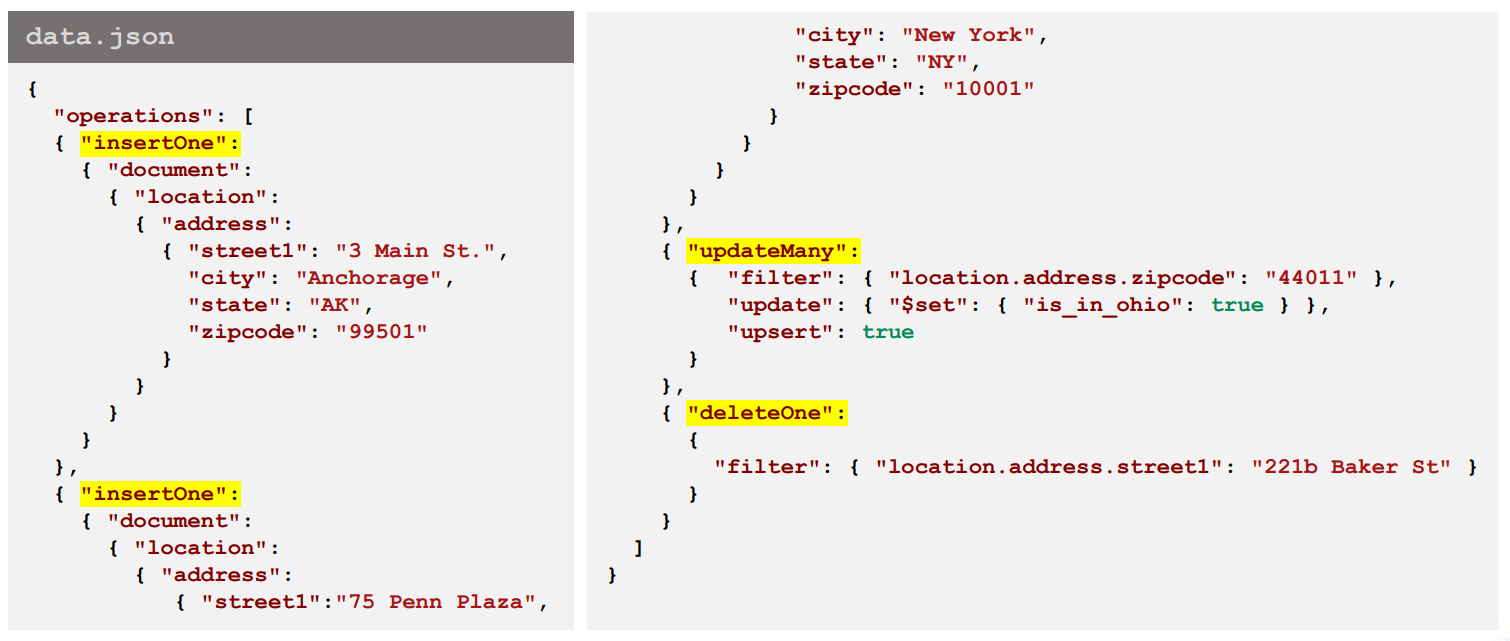 data.json
{
  "operations": [
  { "insertOne":
    { "document":
      { "location":
        { "address":
          { "street1": "3 Main St.",
            "city": "Anchorage",
            "state": "AK",
            "zipcode": "99501"
          }
        }
      }
    }
  },
  { "insertOne":
    { "document":
      { "location":
        { "address":
           { "street1":"75 Penn Plaza",
              "city": "New York",
              "state": "NY",
              "zipcode": "10001"
            }
          }
        }
      }
    },
    { "updateMany":
      {  "filter": { "location.address.zipcode": "44011" },
         "update": { "$set": { "is_in_ohio": true } },
         "upsert": true
      }
    },
    { "deleteOne":
      {
        "filter": { "location.address.street1": "221b Baker St" }
      }
    }
  ]
}